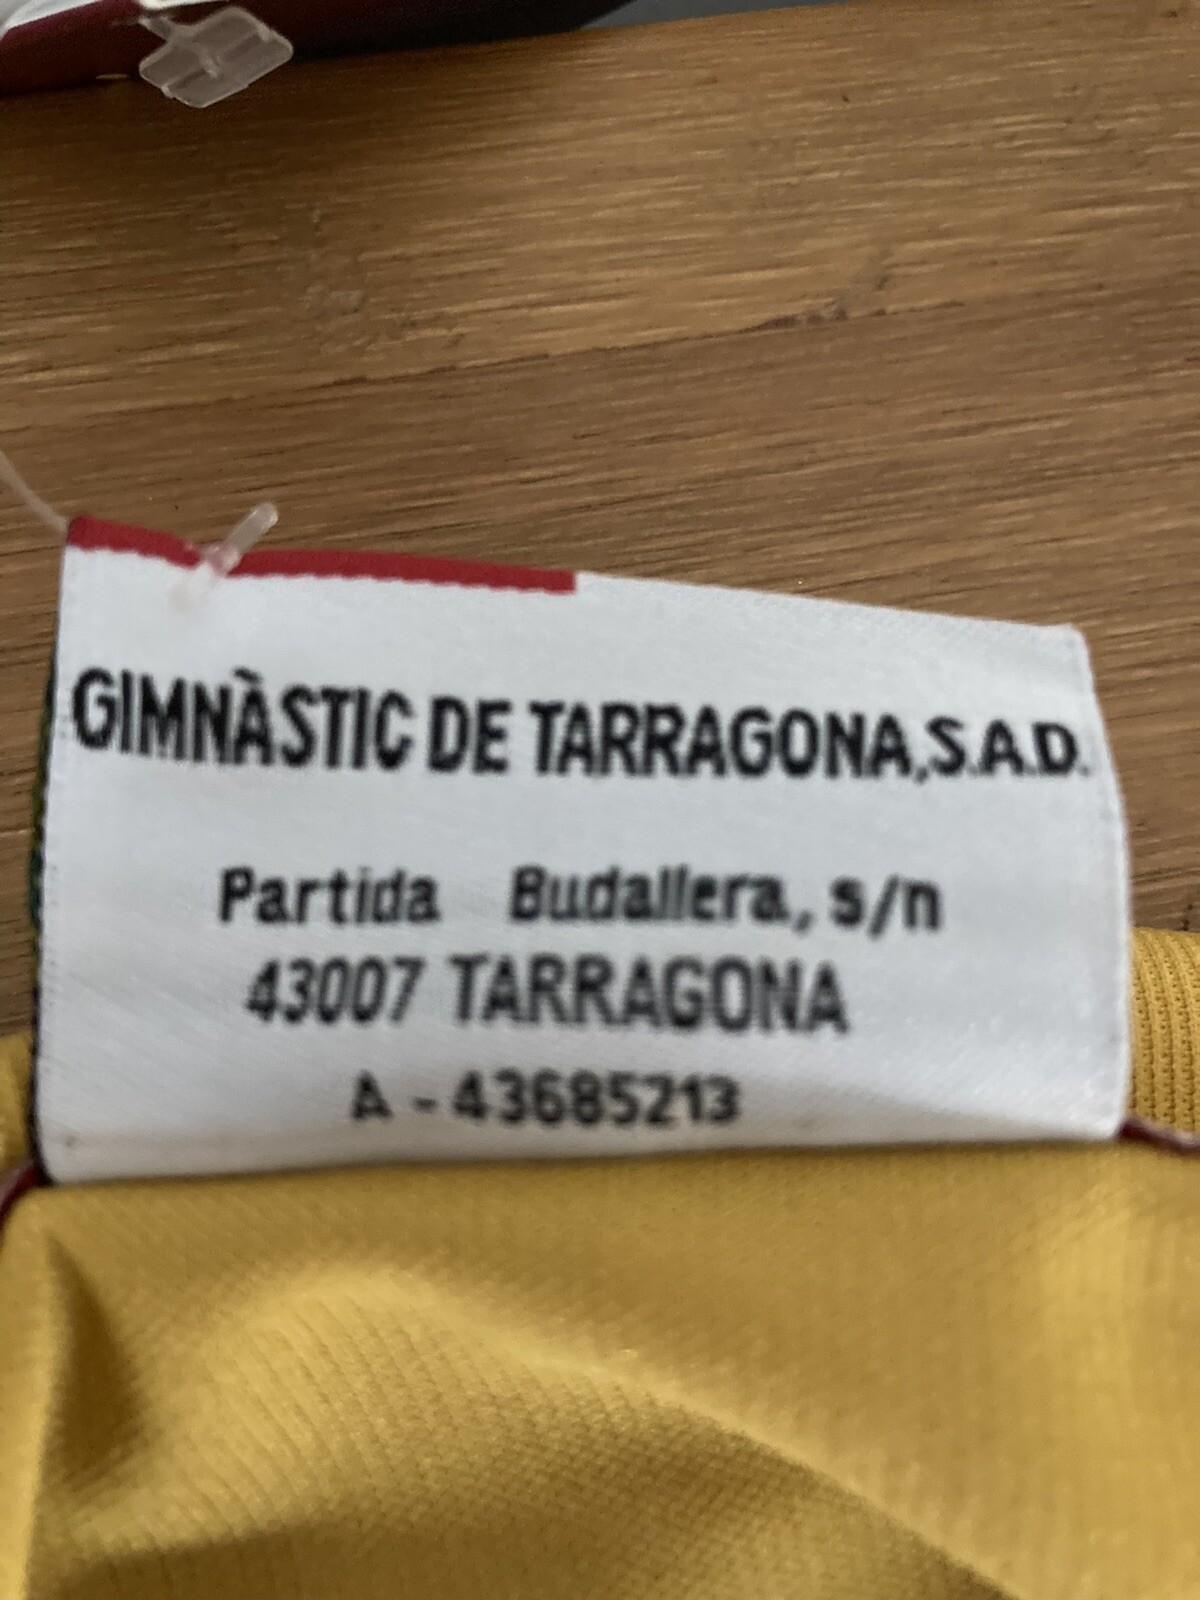 GIMNÀSTIC DE TARRAGONA,S.A.D.
Partida Budallera, s/n
43007 TARRAGONA
A - 43685213